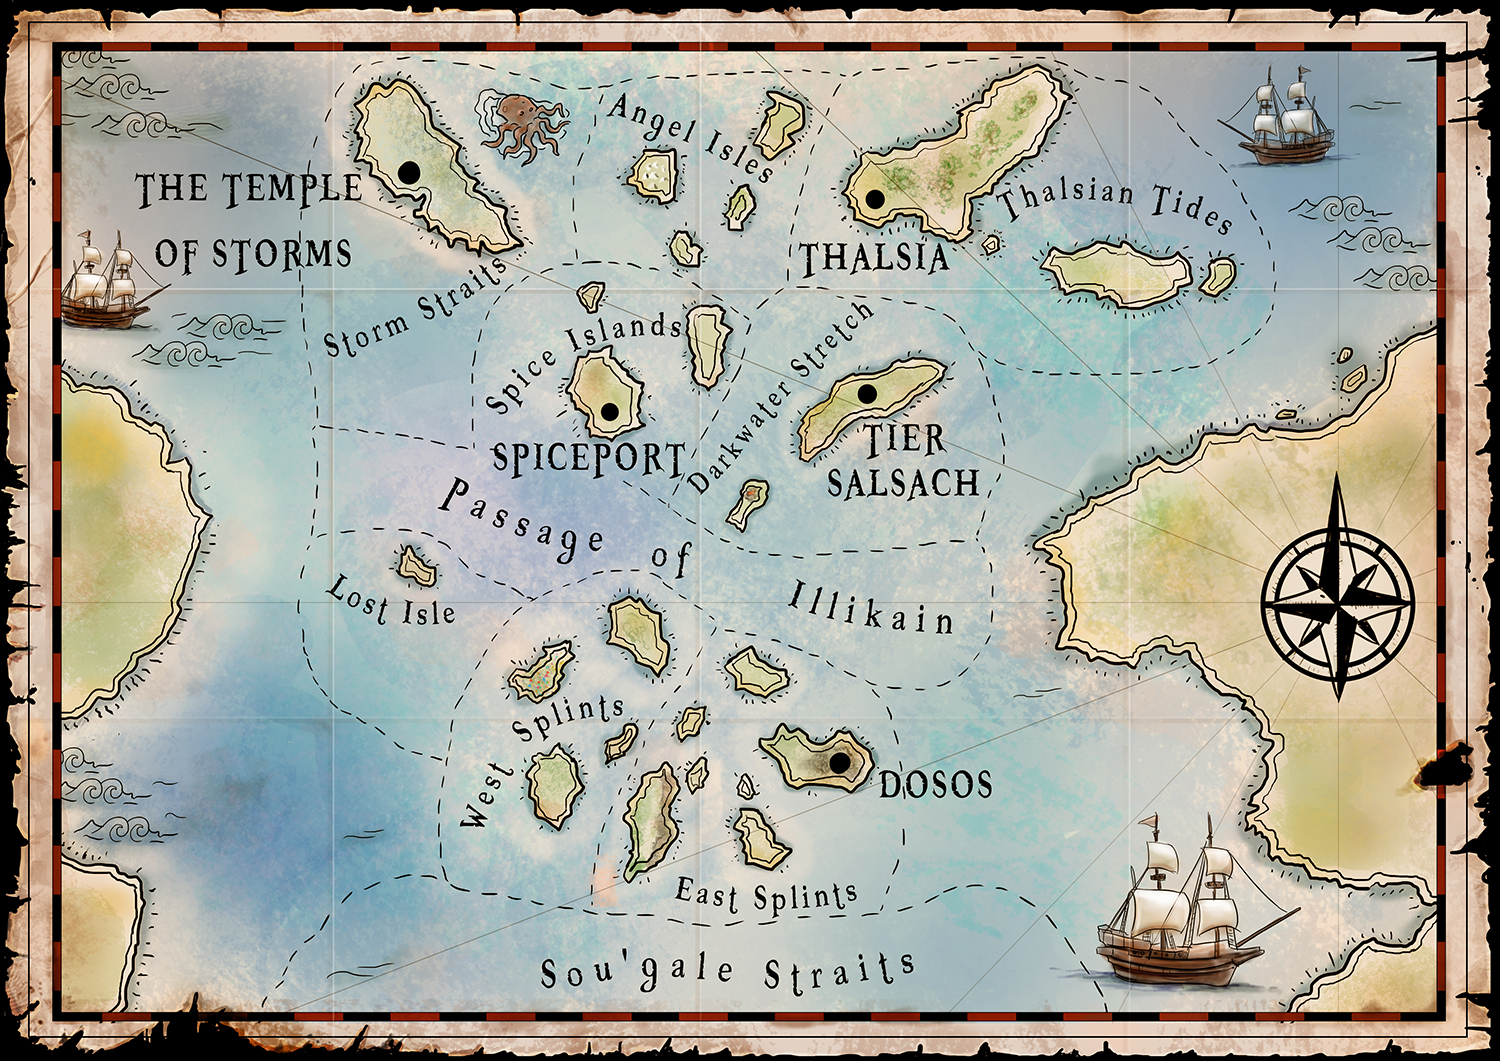 Angel Isles
THE TEMPLE
OF STORMS
Thalsian Tides
THALSIA
Storm Straits
Spice Islands
Darkwater Stretch
SPICEPORT
TIER
SALSACH
Passage of Illikain
Lost Isle
West Splints
DOSOS
East Splints
Sou'gale Straits